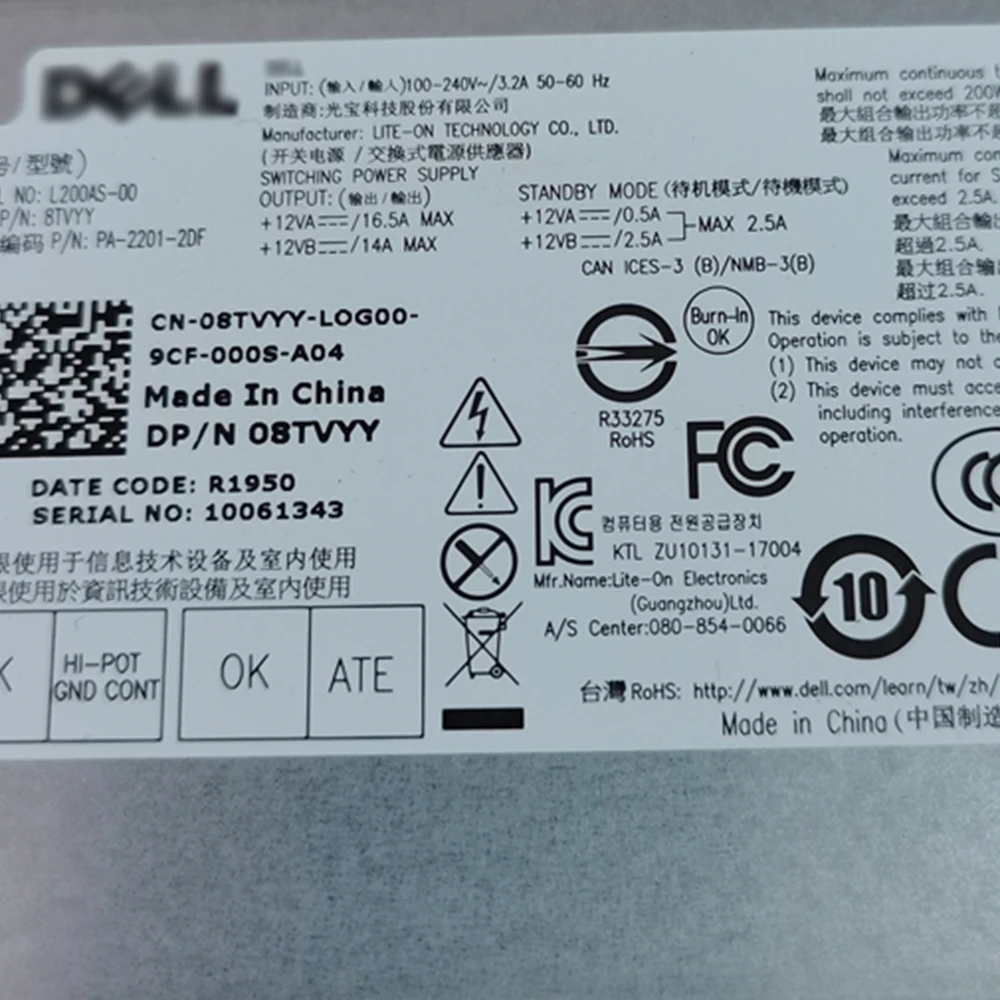 DELL
INPUT: (輸入/輸入)100-240V~/3.2A 50-60 Hz
制造商:光宝科技股份有限公司
Manufacturer: LITE-ON TECHNOLOGY CO., LTD.
(开关电源 / 交換式電源供應器)
SWITCHING POWER SUPPLY
OUTPUT: (输出/輸出)
+12VA⎓/16.5A MAX
+12VB⎓/14A MAX
号/型號)
NO: L200AS-00
P/N: 8TVYY
编码 P/N: PA-2201-2DF
STANDBY MODE (待机模式/待機模式)
+12VA⎓/0.5A
+12VB⎓/2.5A
MAX 2.5A
CAN ICES-3 (B)/NMB-3(B)
Maximum continuous
shall not exceed 200W
最大組合輸出功率不
最大组合输出功率不
Maximum con
current for S
exceed 2.5A.
最大組合輸
超過2.5A.
最大组合输
超过2.5A.
CN-08TVYY-LOG00-
9CF-000S-A04
Made In China
DP/N 08TVYY
DATE CODE: R1950
SERIAL NO: 10061343
限使用于信息技术设备及室内使用
限使用於資訊技術設備及室內使用
HI-POT
GND CONT
OK
ATE
R33275
RoHS
Burn-In
OK
This device complies with
Operation is subject to the
(1) This device may not
(2) This device must acce
including interference
operation.
FC
컴퓨터용 전원공급장치
KTL ZU10131-17004
Mfr.Name:Lite-On Electronics
(Guangzhou)Ltd.
A/S Center:080-854-0066
10
台灣 RoHS: http://www.dell.com/learn/tw/zh/
Made in China (中国制造